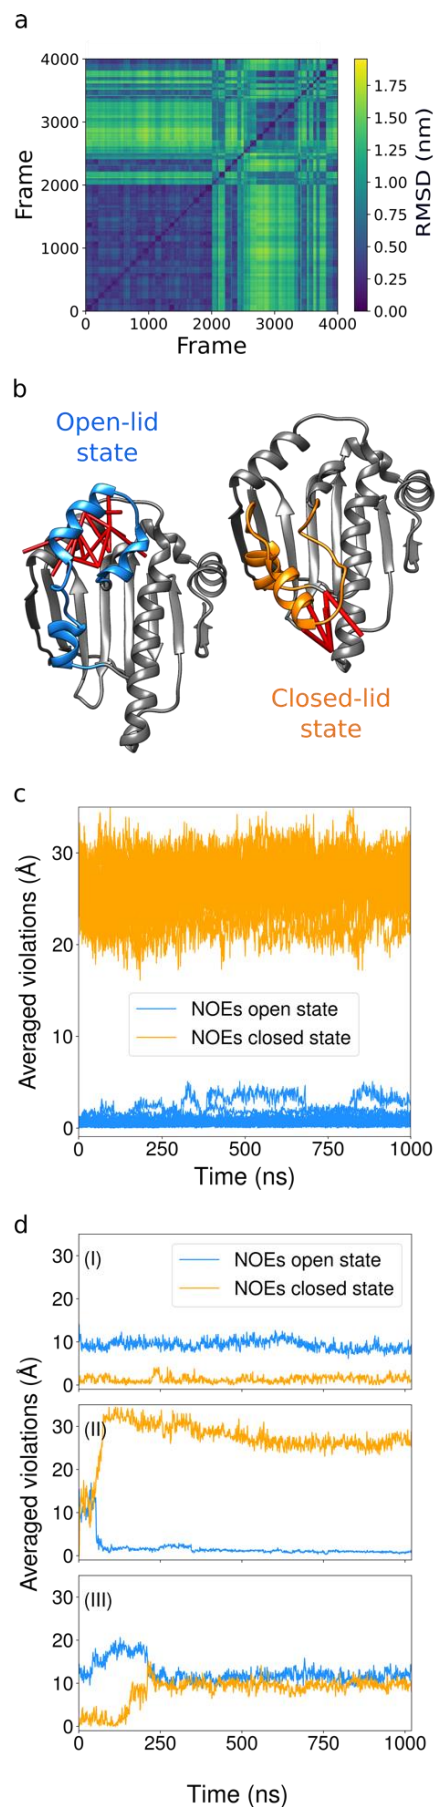 a
4000
3000
2000
1000
0
Frame
0 1000 2000 3000 4000
Frame
1.75
1.50
1.25
1.00
0.75
0.50
0.25
0.00
RMSD (nm)
b
Open-lid
state
Closed-lid
state
c
30
20
10
0
Averaged violations (Å)
NOEs open state
NOEs closed state
0 250 500 750 1000
Time (ns)
d
(I)
NOEs open state
NOEs closed state
30
20
10
0
(II)
30
20
10
0
Averaged violations (Å)
(III)
30
20
10
0
0 250 500 750 1000
Time (ns)